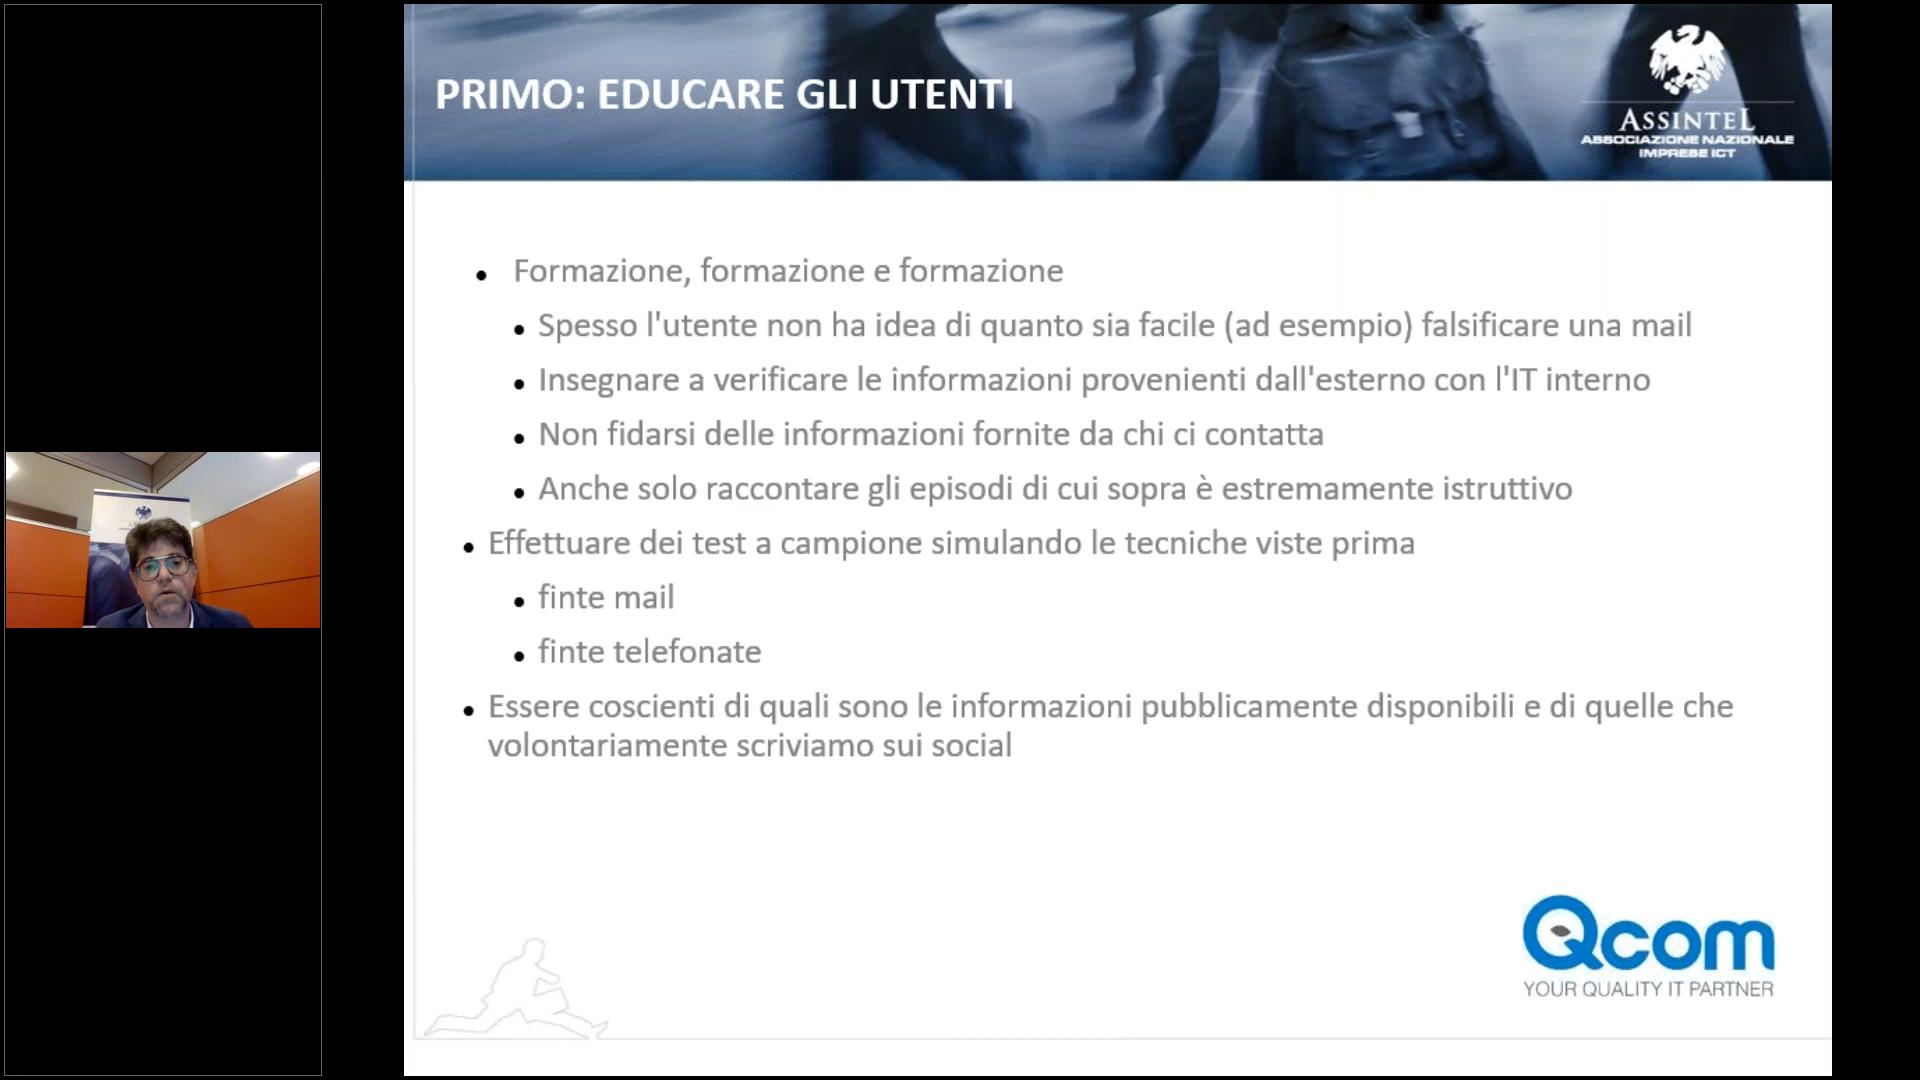 PRIMO: EDUCARE GLI UTENTI
ASSINTEL
ASSOCIAZIONE NAZIONALE
IMPRESE ICT
• Formazione, formazione e formazione
• Spesso l'utente non ha idea di quanto sia facile (ad esempio) falsificare una mail
• Insegnare a verificare le informazioni provenienti dall'esterno con l'IT interno
• Non fidarsi delle informazioni fornite da chi ci contatta
• Anche solo raccontare gli episodi di cui sopra è estremamente istruttivo
• Effettuare dei test a campione simulando le tecniche viste prima
• finte mail
• finte telefonate
• Essere coscienti di quali sono le informazioni pubblicamente disponibili e di quelle che
volontariamente scriviamo sui social
Qcom
YOUR QUALITY IT PARTNER